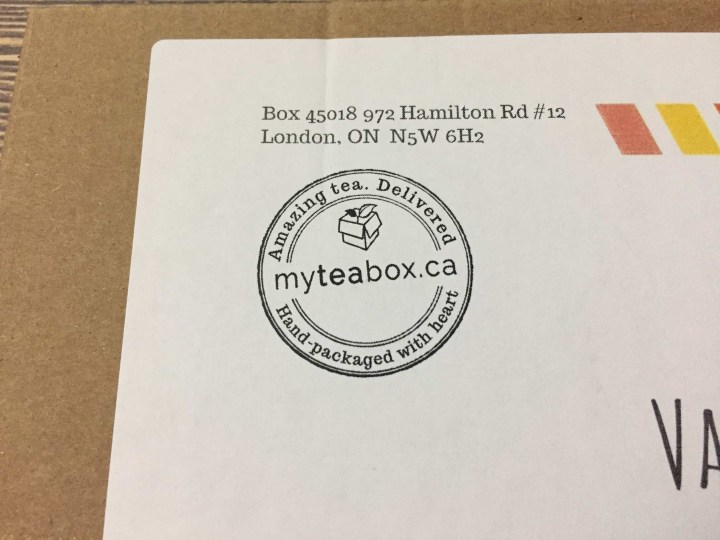 Box 45018 972 Hamilton Rd #12
London, ON N5W 6H2
Amazing tea. Delivered
myteabox.ca
Hand-packaged with heart
VA